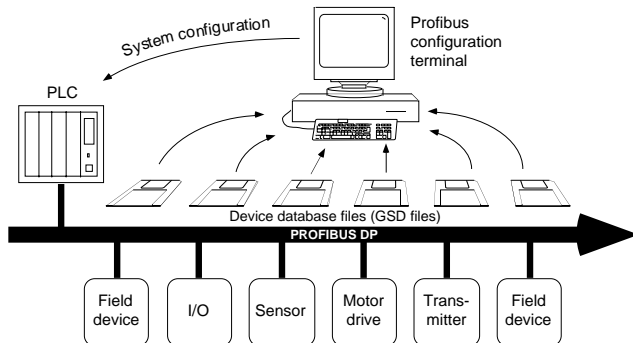 System configuration
Profibus
configuration
terminal
PLC
Device database files (GSD files)
PROFIBUS DP
Field
device
I/O
Sensor
Motor
drive
Trans-
mitter
Field
device